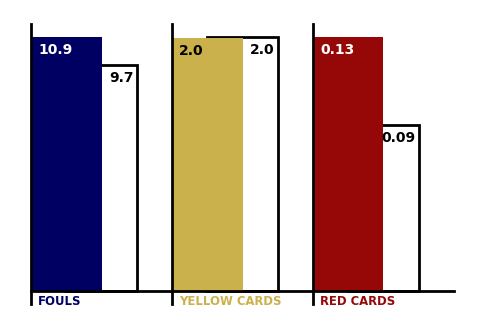 10.9
9.7
2.0
2.0
0.13
0.09
FOULS
YELLOW CARDS
RED CARDS